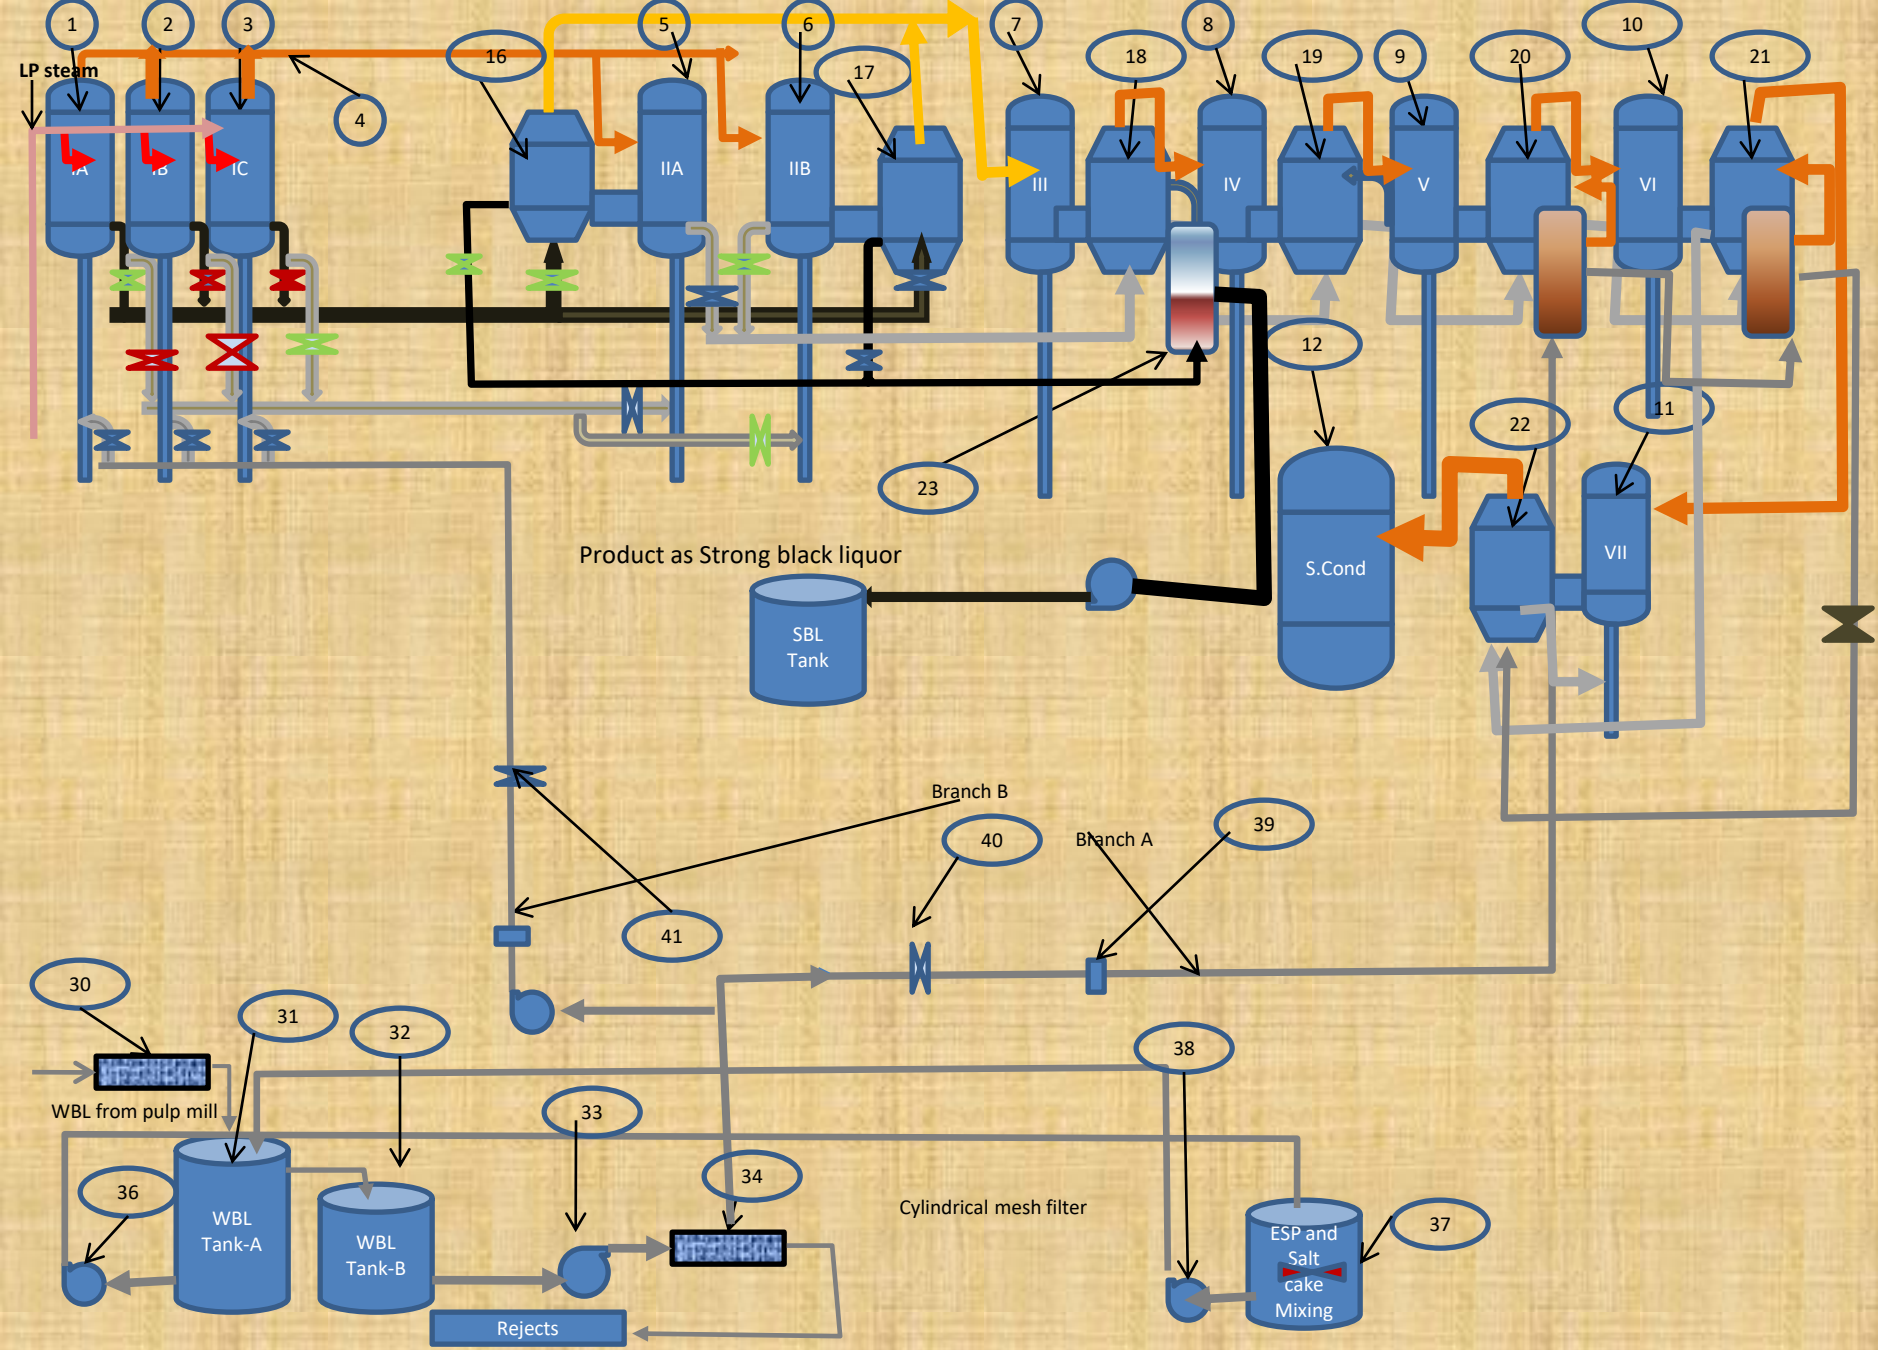 1
2
3
5
6
7
8
10
16
17
18
19
9
20
21
LP steam
4
IA
IB
IC
IIA
IIB
III
IV
V
VI
12
11
22
23
Product as Strong black liquor
S.Cond
VII
SBL
Tank
Branch B
39
40
Branch A
41
30
31
32
38
WBL from pulp mill
33
34
36
Cylindrical mesh filter
37
WBL
Tank-A
WBL
Tank-B
ESP and
Salt
cake
Mixing
Rejects